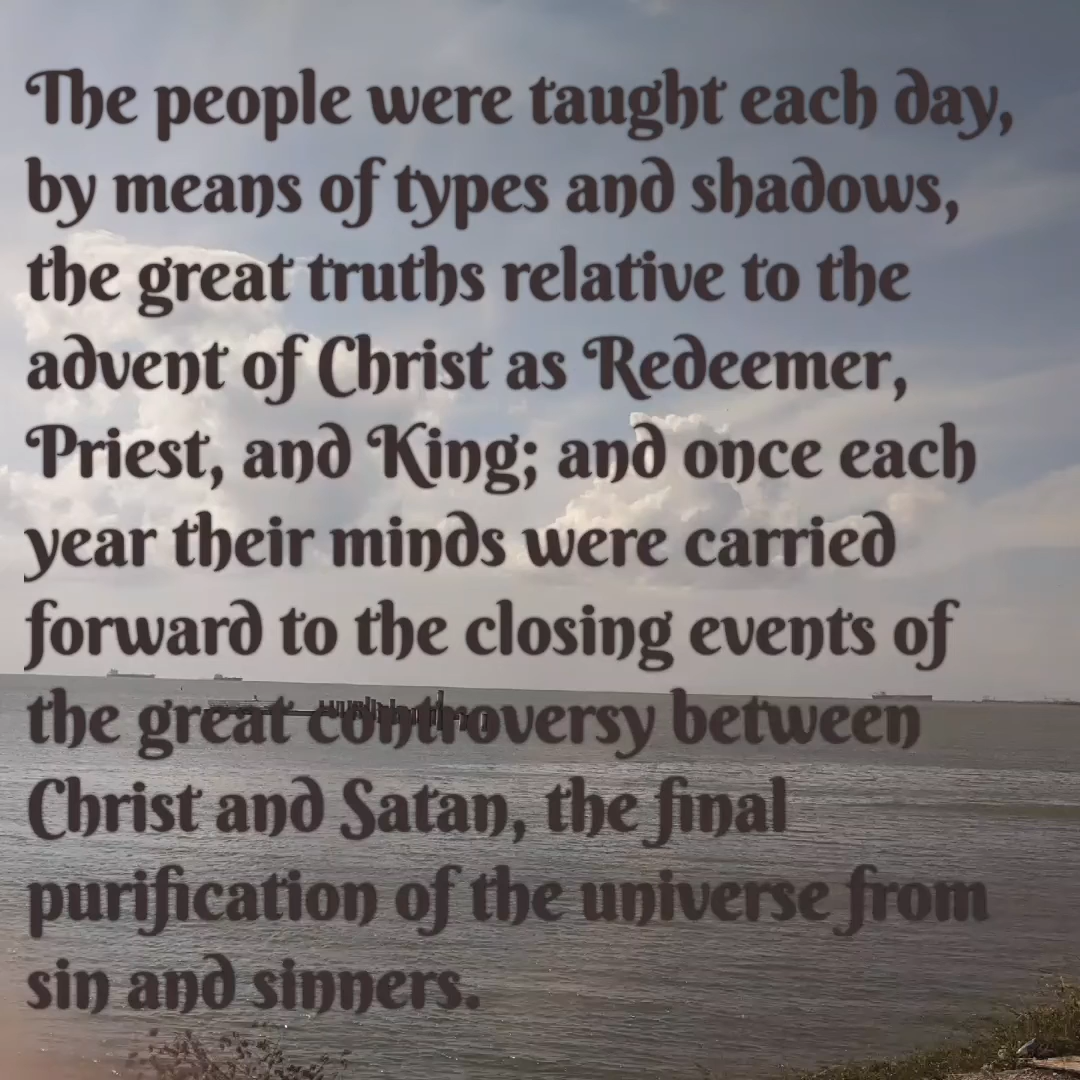 The people were taught each day,
by means of types and shadows,
the great truths relative to the
advent of Christ as Redeemer,
Priest, and King; and once each
year their minds were carried
forward to the closing events of
the great controversy between
Christ and Satan, the final
purification of the universe from
sin and sinners.